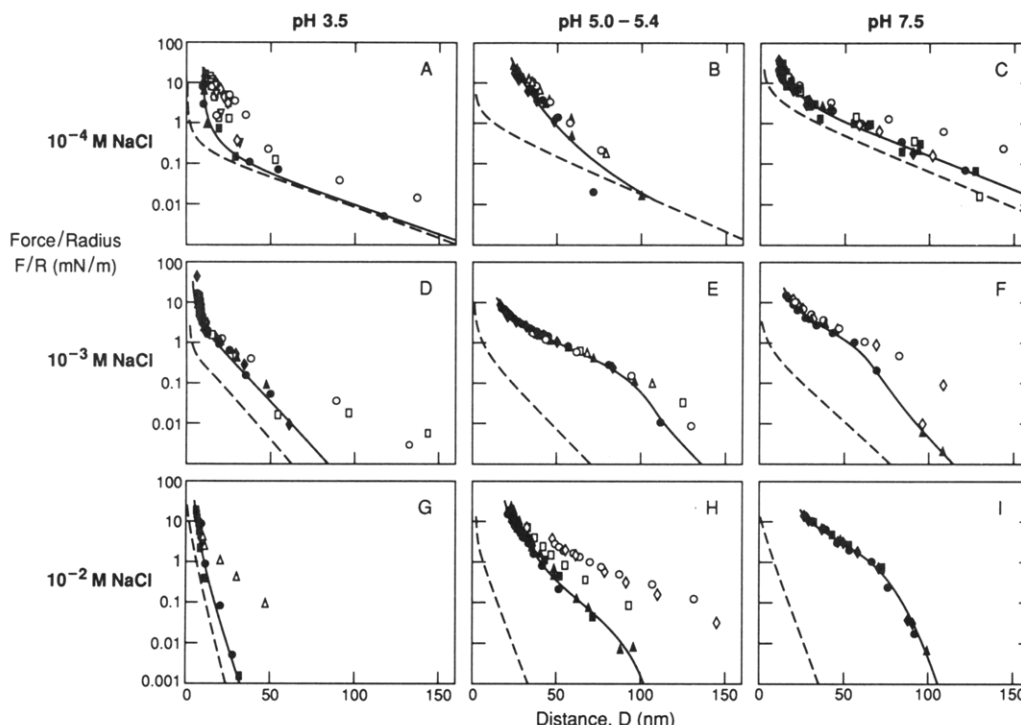 pH 3.5 pH 5.0 – 5.4 pH 7.5
100 A B C
10
1
10⁻⁴ M NaCl
0.1
0.01
Force/Radius
F/R (mN/m)
100 D E F
10
1
10⁻³ M NaCl
0.1
0.01
100 G H I
10
1
10⁻² M NaCl
0.1
0.01
0.001
0 50 100 150 0 50 100 150 0 50 100 150
Distance, D (nm)